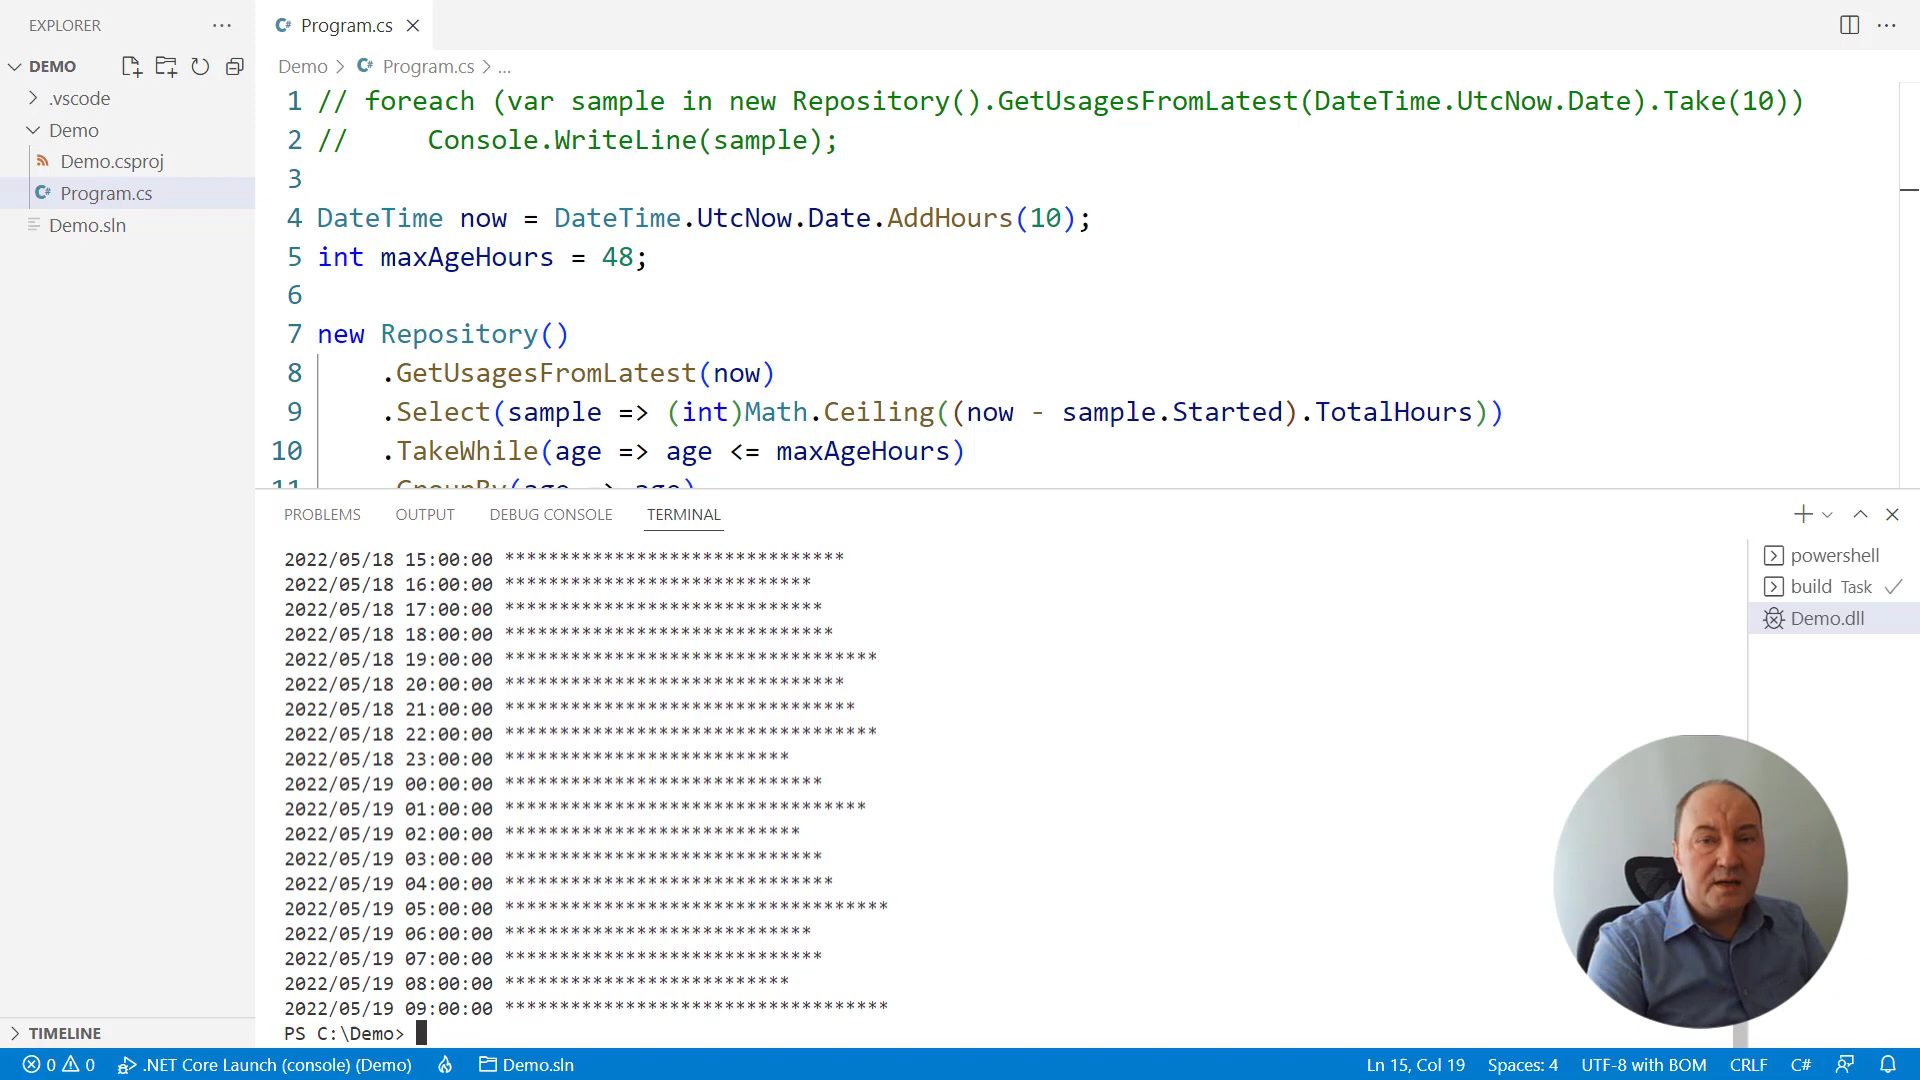 EXPLORER
DEMO
.vscode
Demo
Demo.csproj
Program.cs
Demo.sln
TIMELINE
Program.cs
Demo > Program.cs > ...
1 // foreach (var sample in new Repository().GetUsagesFromLatest(DateTime.UtcNow.Date).Take(10))
2 //     Console.WriteLine(sample);
3
4 DateTime now = DateTime.UtcNow.Date.AddHours(10);
5 int maxAgeHours = 48;
6
7 new Repository()
8     .GetUsagesFromLatest(now)
9     .Select(sample => (int)Math.Ceiling((now - sample.Started).TotalHours))
10     .TakeWhile(age => age <= maxAgeHours)
11     .GroupBy(age => age)
PROBLEMS OUTPUT DEBUG CONSOLE TERMINAL
2022/05/18 15:00:00 *******************************
2022/05/18 16:00:00 ****************************
2022/05/18 17:00:00 *****************************
2022/05/18 18:00:00 ******************************
2022/05/18 19:00:00 **********************************
2022/05/18 20:00:00 *******************************
2022/05/18 21:00:00 ********************************
2022/05/18 22:00:00 **********************************
2022/05/18 23:00:00 **************************
2022/05/19 00:00:00 *****************************
2022/05/19 01:00:00 *********************************
2022/05/19 02:00:00 ***************************
2022/05/19 03:00:00 *****************************
2022/05/19 04:00:00 ******************************
2022/05/19 05:00:00 ***********************************
2022/05/19 06:00:00 ****************************
2022/05/19 07:00:00 *****************************
2022/05/19 08:00:00 **************************
2022/05/19 09:00:00 ***********************************
PS C:\Demo>
powershell
build Task
Demo.dll
0 0 .NET Core Launch (console) (Demo) Demo.sln Ln 15, Col 19 Spaces: 4 UTF-8 with BOM CRLF C#